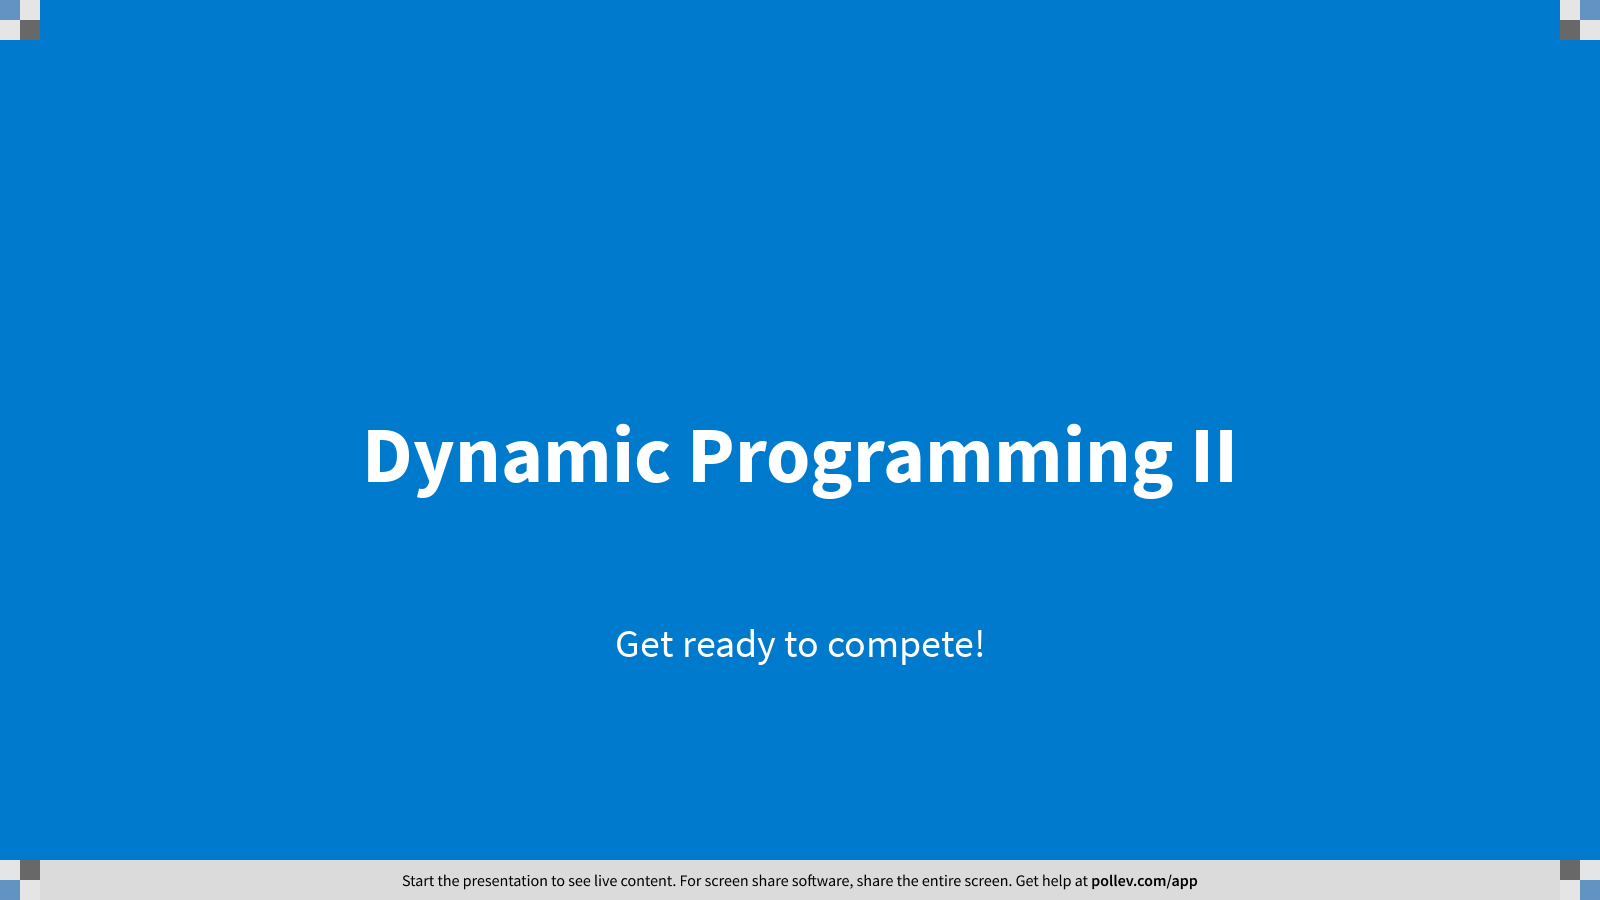 Dynamic Programming II
Get ready to compete!
Start the presentation to see live content. For screen share software, share the entire screen. Get help at pollev.com/app